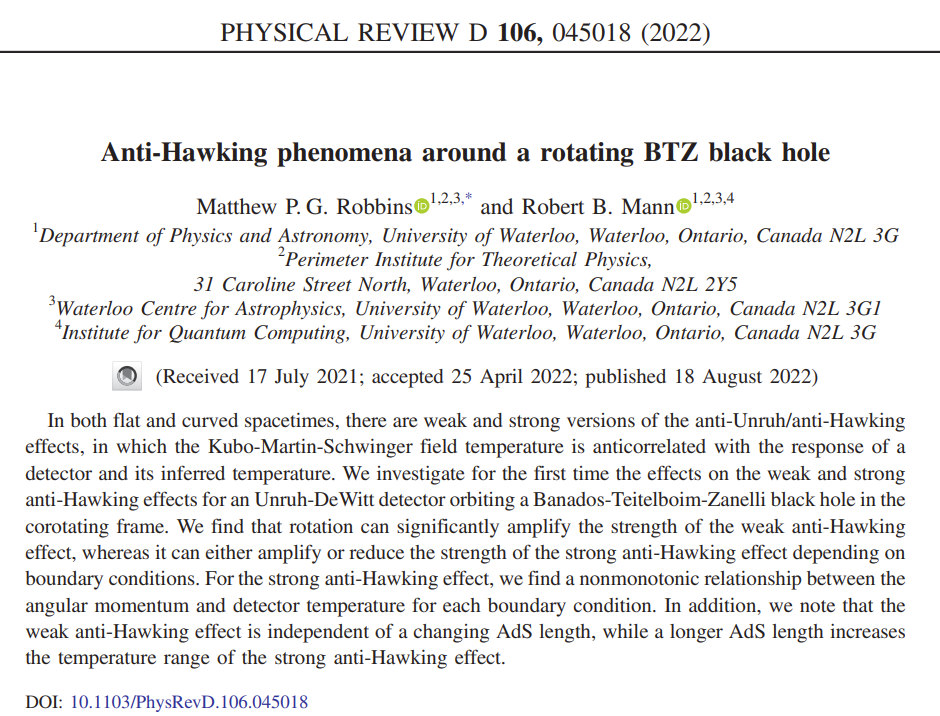 PHYSICAL REVIEW D 106, 045018 (2022)
Anti-Hawking phenomena around a rotating BTZ black hole
Matthew P. G. Robbins iD 1,2,3,* and Robert B. Mann iD 1,2,3,4
1Department of Physics and Astronomy, University of Waterloo, Waterloo, Ontario, Canada N2L 3G
2Perimeter Institute for Theoretical Physics,
31 Caroline Street North, Waterloo, Ontario, Canada N2L 2Y5
3Waterloo Centre for Astrophysics, University of Waterloo, Waterloo, Ontario, Canada N2L 3G1
4Institute for Quantum Computing, University of Waterloo, Waterloo, Ontario, Canada N2L 3G
(Received 17 July 2021; accepted 25 April 2022; published 18 August 2022)
In both flat and curved spacetimes, there are weak and strong versions of the anti-Unruh/anti-Hawking
effects, in which the Kubo-Martin-Schwinger field temperature is anticorrelated with the response of a
detector and its inferred temperature. We investigate for the first time the effects on the weak and strong
anti-Hawking effects for an Unruh-DeWitt detector orbiting a Banados-Teitelboim-Zanelli black hole in the
corotating frame. We find that rotation can significantly amplify the strength of the weak anti-Hawking
effect, whereas it can either amplify or reduce the strength of the strong anti-Hawking effect depending on
boundary conditions. For the strong anti-Hawking effect, we find a nonmonotonic relationship between the
angular momentum and detector temperature for each boundary condition. In addition, we note that the
weak anti-Hawking effect is independent of a changing AdS length, while a longer AdS length increases
the temperature range of the strong anti-Hawking effect.
DOI: 10.1103/PhysRevD.106.045018